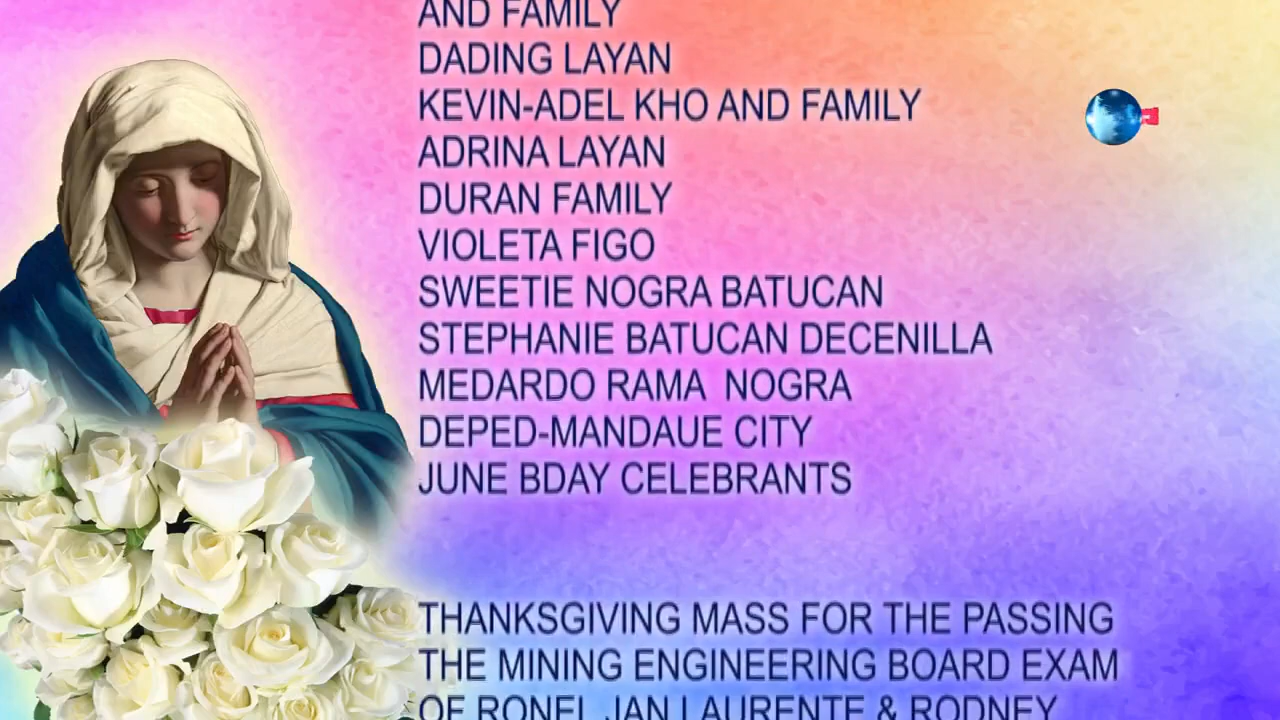 AND FAMILY
DADING LAYAN
KEVIN-ADEL KHO AND FAMILY
ADRINA LAYAN
DURAN FAMILY
VIOLETA FIGO
SWEETIE NOGRA BATUCAN
STEPHANIE BATUCAN DECENILLA
MEDARDO RAMA  NOGRA
DEPED-MANDAUE CITY
JUNE BDAY CELEBRANTS
THANKSGIVING MASS FOR THE PASSING
THE MINING ENGINEERING BOARD EXAM
OF RONEL JAN LAURENTE & RODNEY